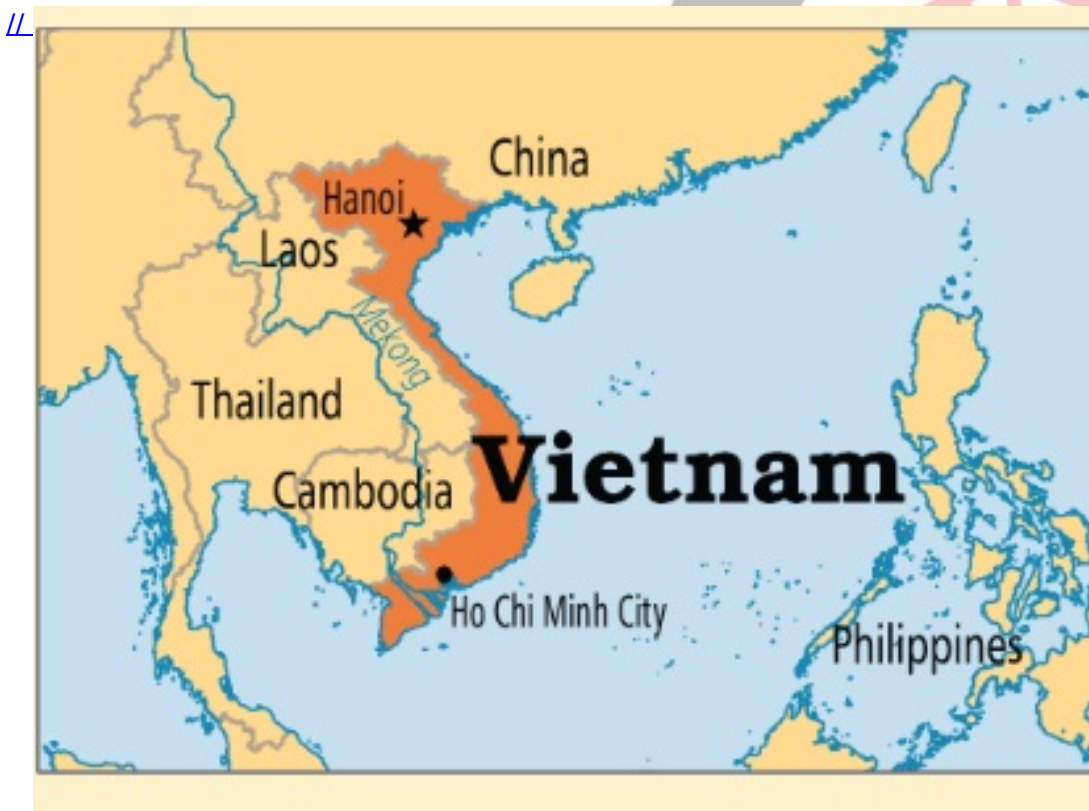 //
China
Hanoi
Laos
Mekong
Thailand
Vietnam
Cambodia
Ho Chi Minh City
Philippines